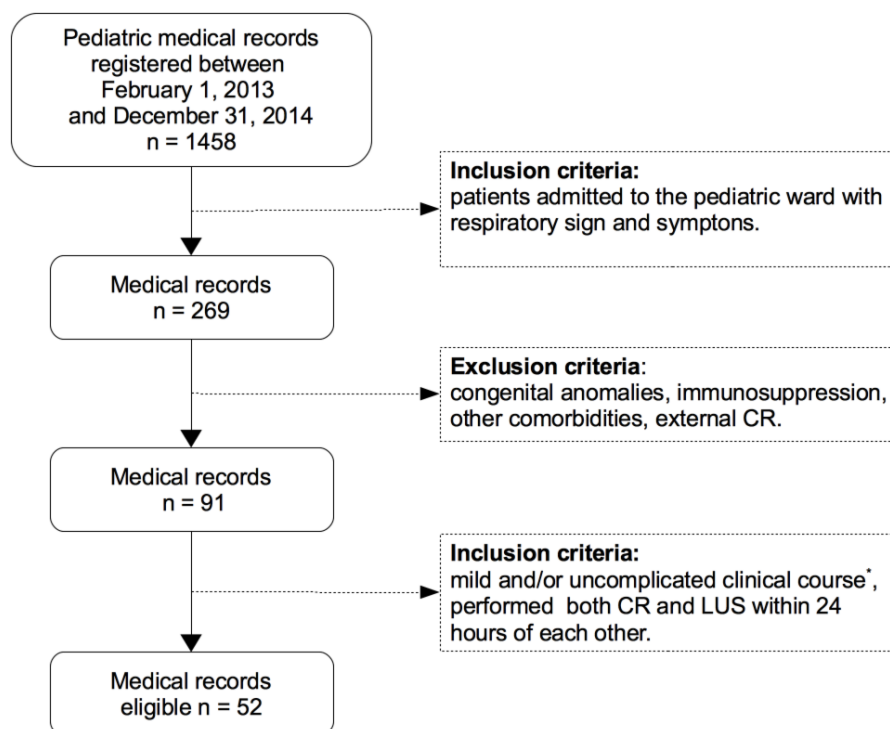 Pediatric medical records
registered between
February 1, 2013
and December 31, 2014
n = 1458
Inclusion criteria:
patients admitted to the pediatric ward with
respiratory sign and symptons.
Medical records
n = 269
Exclusion criteria:
congenital anomalies, immunosuppression,
other comorbidities, external CR.
Medical records
n = 91
Inclusion criteria:
mild and/or uncomplicated clinical course*,
performed both CR and LUS within 24
hours of each other.
Medical records
eligible n = 52